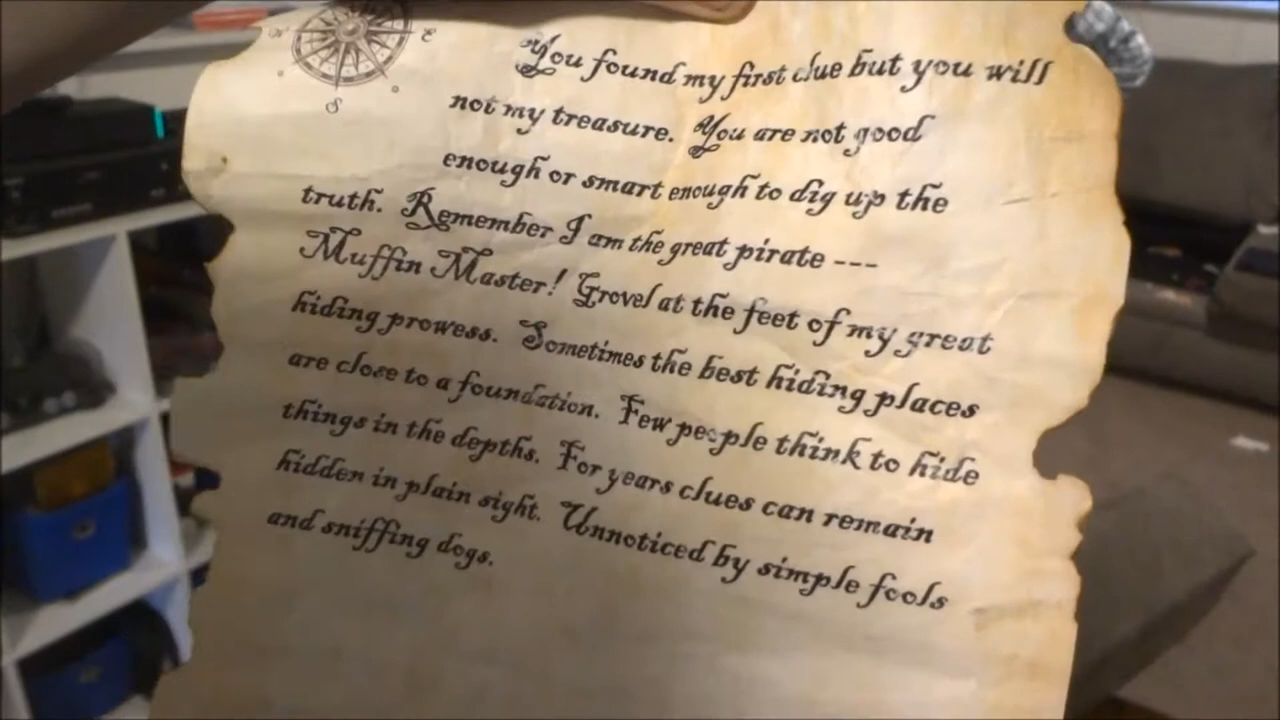 E
S
You found my first clue but you will
not my treasure. You are not good
enough or smart enough to dig up the
truth. Remember I am the great pirate ---
Muffin Master! Grovel at the feet of my great
hiding prowess. Sometimes the best hiding places
are close to a foundation. Few people think to hide
things in the depths. For years clues can remain
hidden in plain sight. Unnoticed by simple fools
and sniffing dogs.